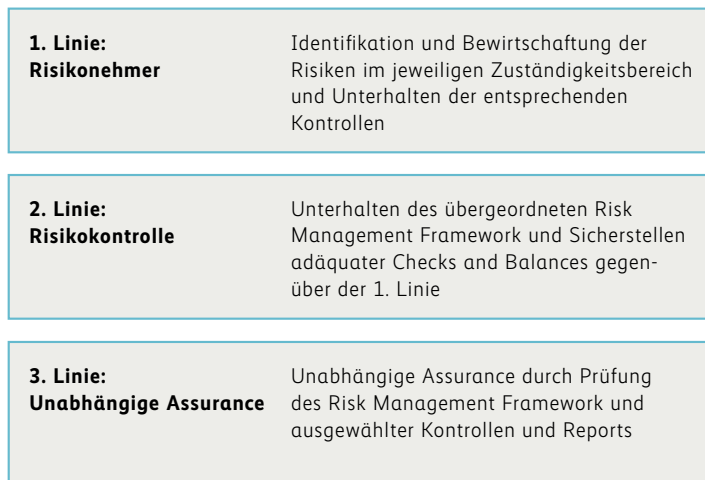 1. Linie:
Risikonehmer
Identifikation und Bewirtschaftung der
Risiken im jeweiligen Zuständigkeitsbereich
und Unterhalten der entsprechenden
Kontrollen
2. Linie:
Risikokontrolle
Unterhalten des übergeordneten Risk
Management Framework und Sicherstellen
adäquater Checks and Balances gegen-
über der 1. Linie
3. Linie:
Unabhängige Assurance
Unabhängige Assurance durch Prüfung
des Risk Management Framework und
ausgewählter Kontrollen und Reports